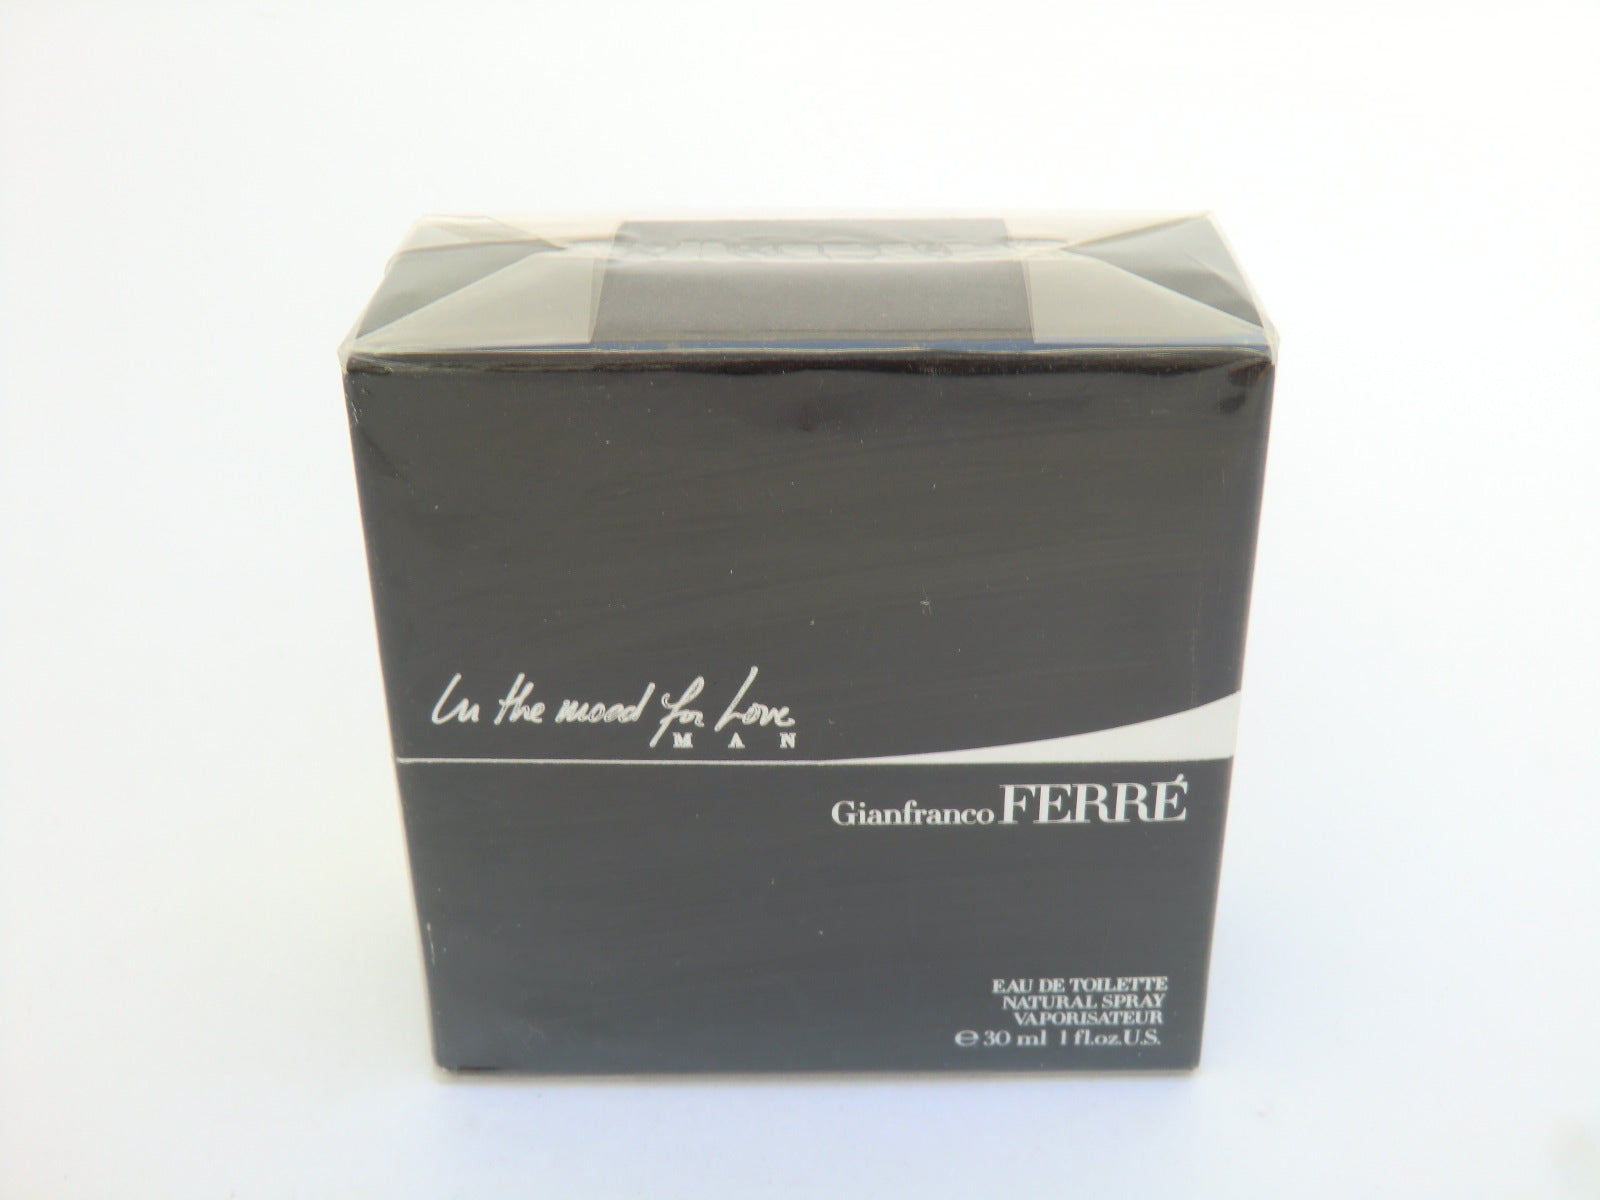 In the mood for Love
MAN
Gianfranco FERRÉ
EAU DE TOILETTE
NATURAL SPRAY
VAPORISATEUR
℮ 30 ml 1 fl.oz.U.S.